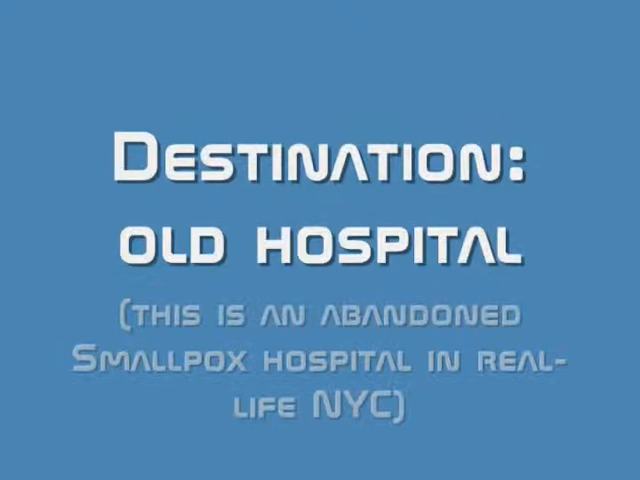 Destination:
old hospital
(this is an abandoned
Smallpox hospital in real-
life NYC)